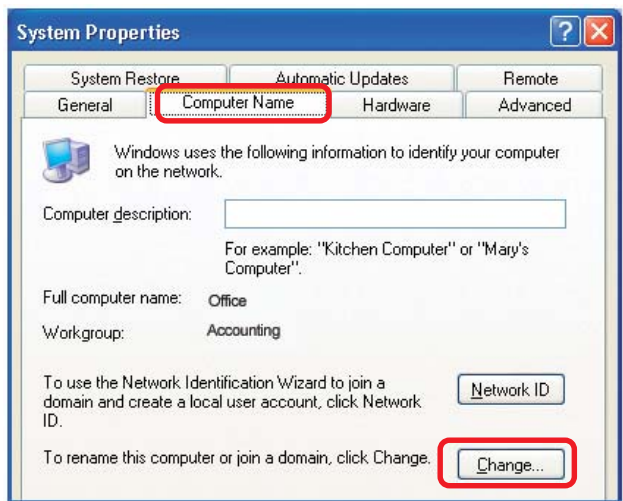 System Properties
System Restore Automatic Updates Remote
General Computer Name Hardware Advanced
Windows uses the following information to identify your computer
on the network.
Computer description:
For example: "Kitchen Computer" or "Mary's
Computer".
Full computer name: Office
Workgroup: Accounting
To use the Network Identification Wizard to join a
domain and create a local user account, click Network
ID.
Network ID
To rename this computer or join a domain, click Change.
Change...